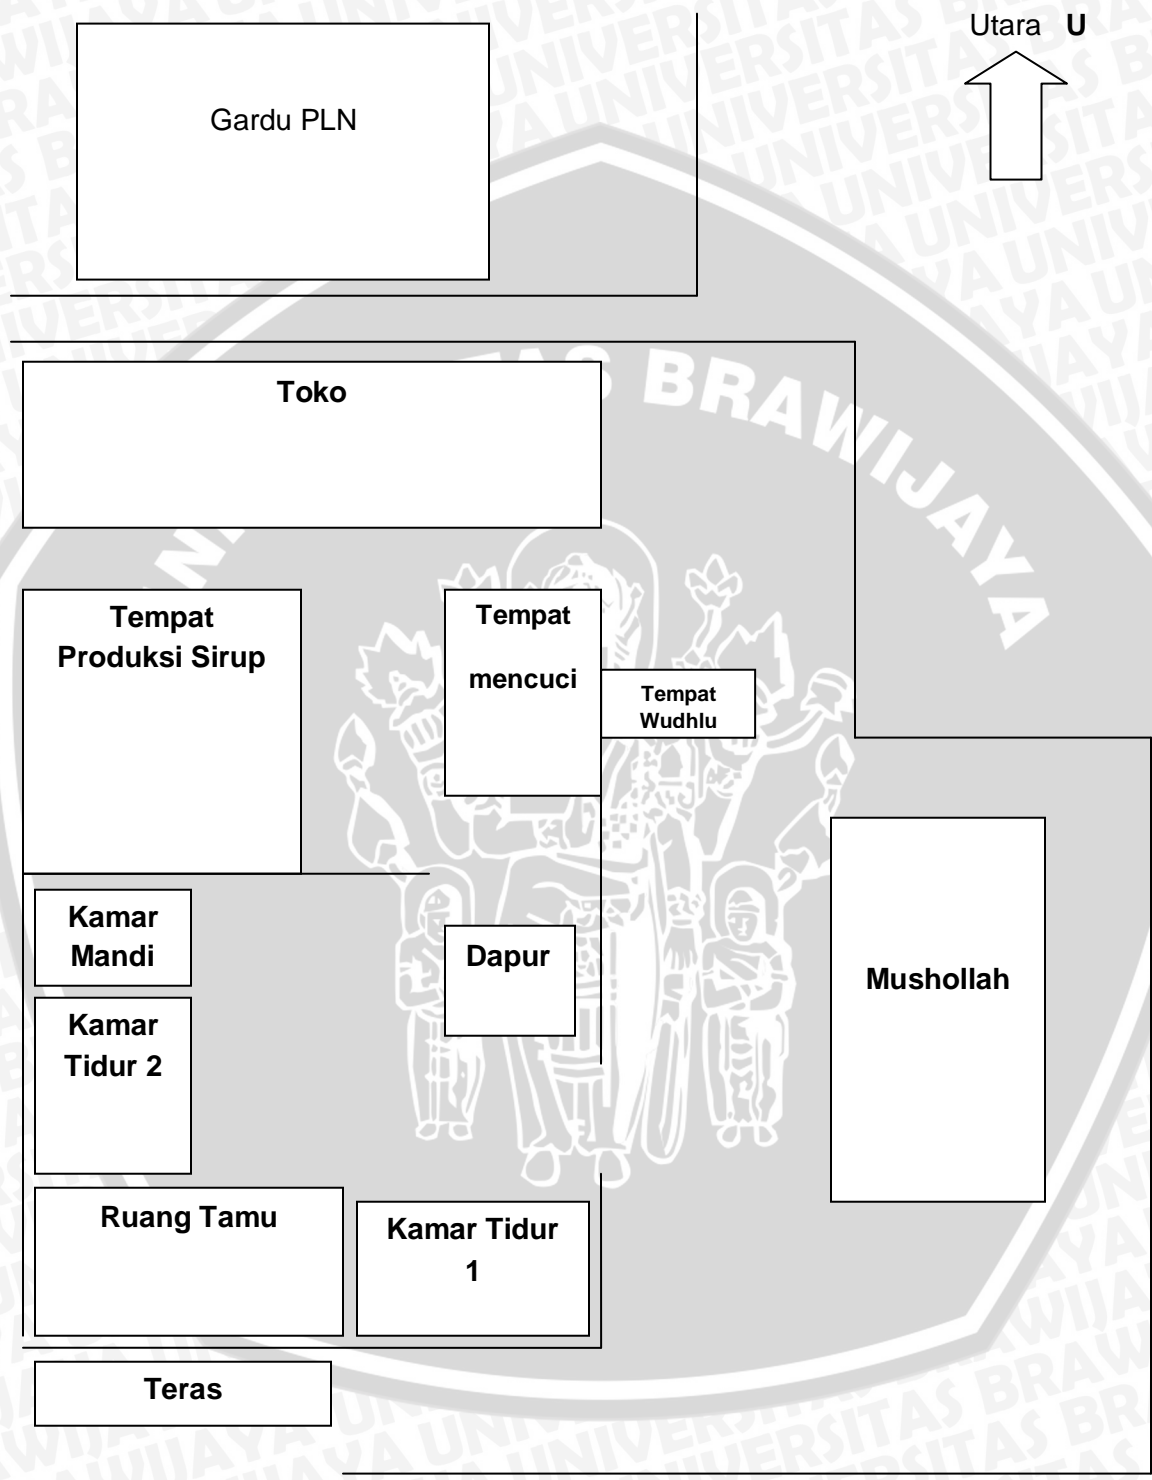 Utara U
Gardu PLN
Toko
Tempat
Produksi Sirup
Tempat
mencuci
Tempat
Wudhlu
Kamar
Mandi
Dapur
Mushollah
Kamar
Tidur 2
Ruang Tamu
Kamar Tidur
1
Teras
BRAWIJAYA